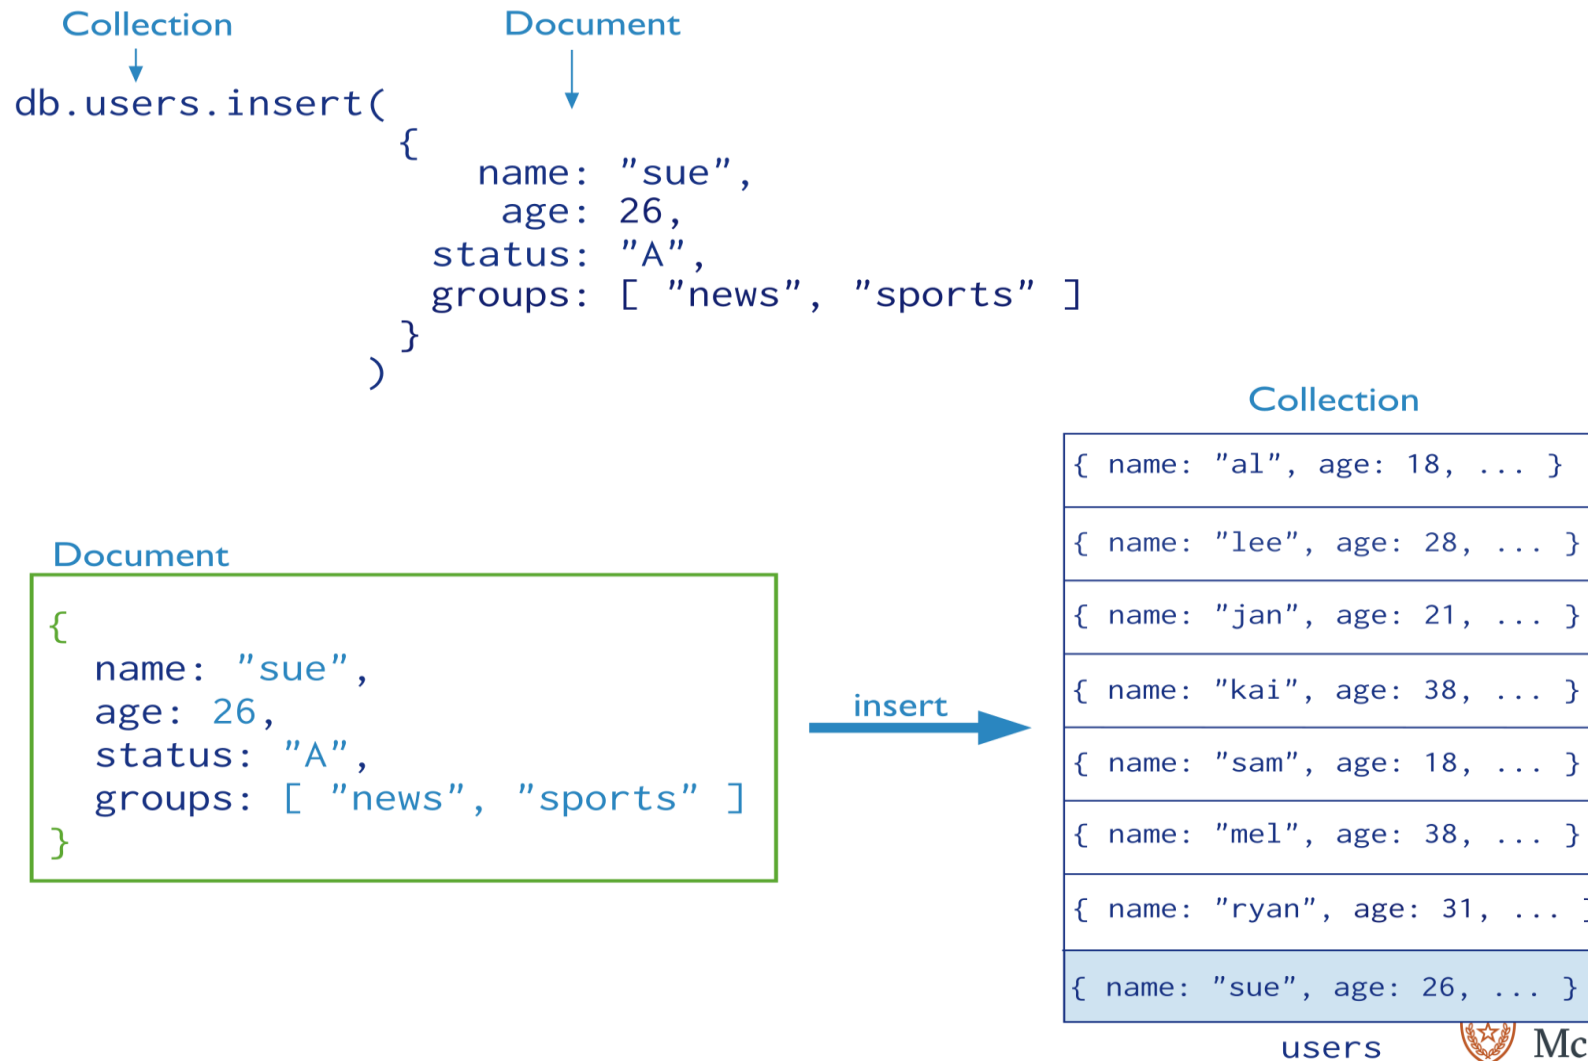 Collection
Document
db.users.insert(
{
name: "sue",
age: 26,
status: "A",
groups: [ "news", "sports" ]
}
)
Document
{
name: "sue",
age: 26,
status: "A",
groups: [ "news", "sports" ]
}
insert
Collection
{ name: "al", age: 18, ... }
{ name: "lee", age: 28, ... }
{ name: "jan", age: 21, ... }
{ name: "kai", age: 38, ... }
{ name: "sam", age: 18, ... }
{ name: "mel", age: 38, ... }
{ name: "ryan", age: 31, ...
{ name: "sue", age: 26, ... }
users